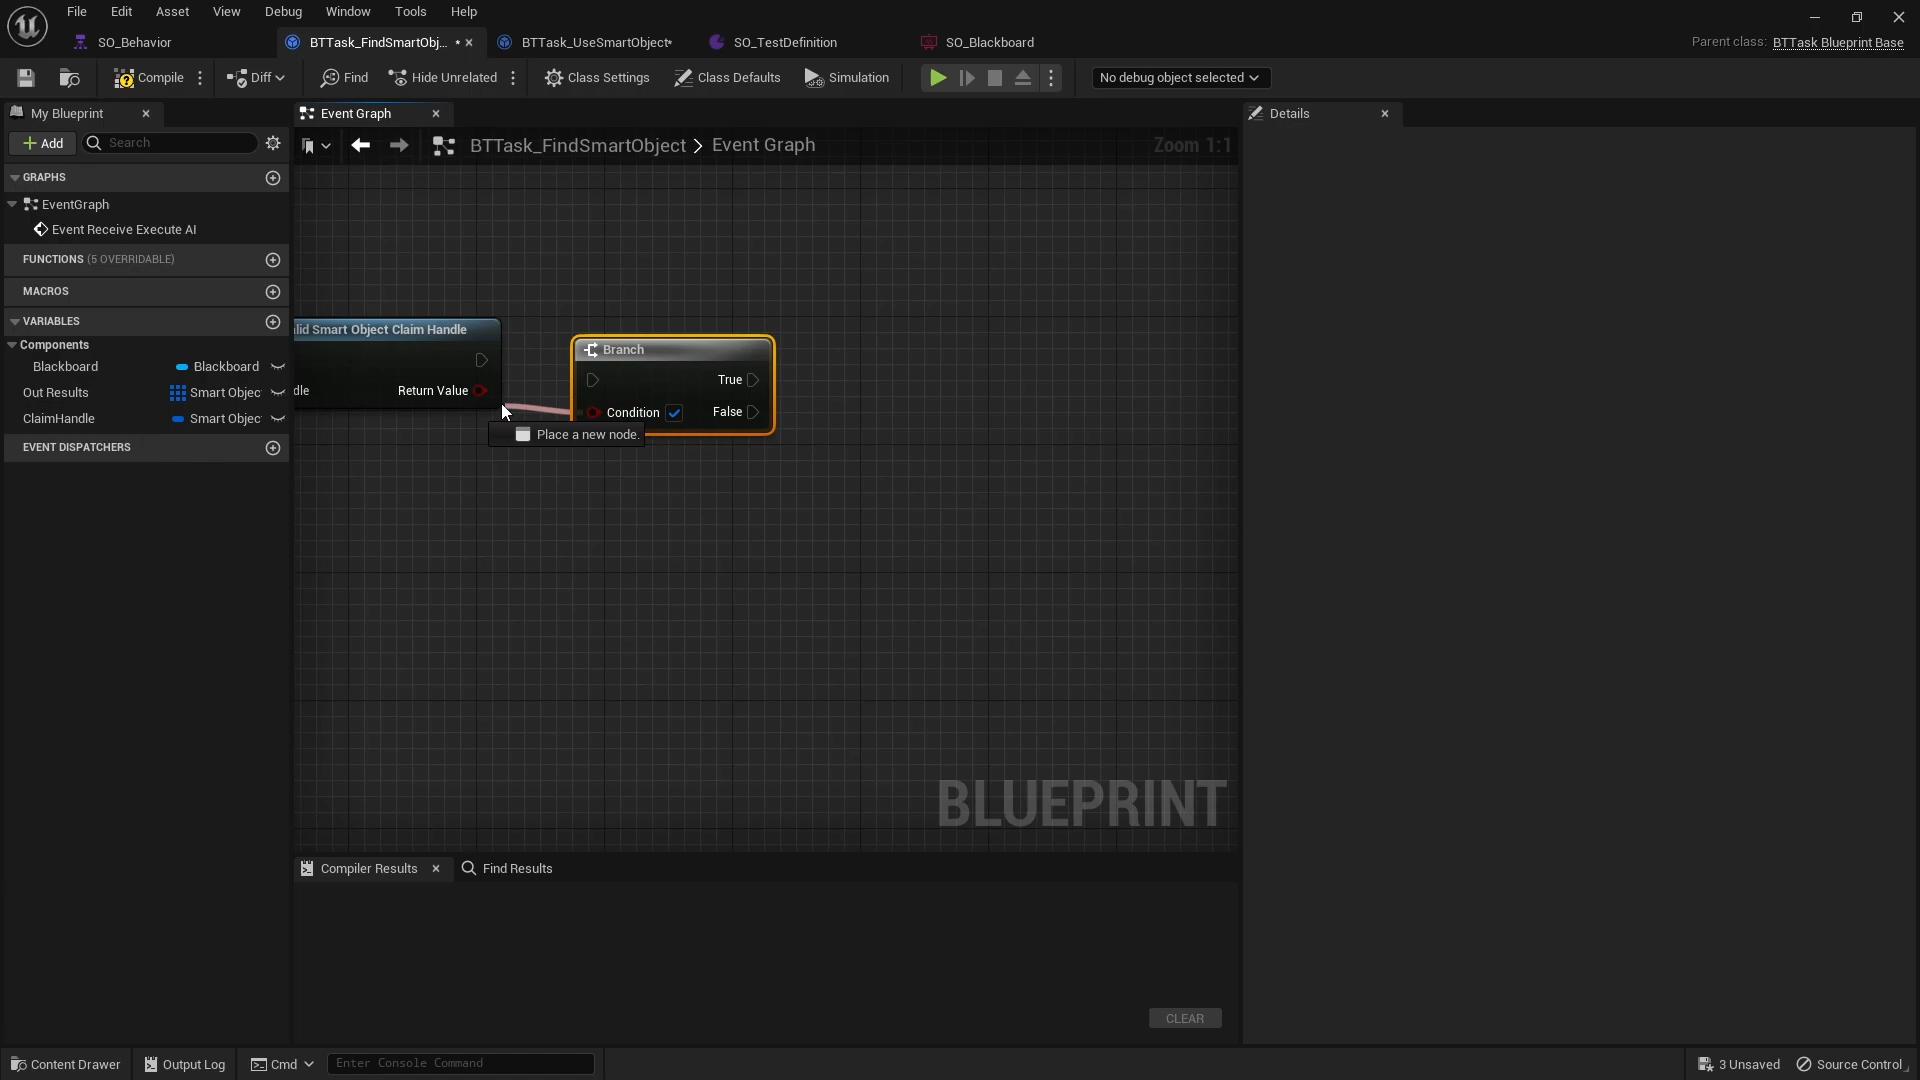 File Edit Asset View Debug Window Tools Help
SO_Behavior BTTask_FindSmartObj... * BTTask_UseSmartObject* SO_TestDefinition SO_Blackboard Parent class: BTTask Blueprint Base
Compile Diff Find Hide Unrelated Class Settings Class Defaults Simulation No debug object selected
My Blueprint Event Graph Details
Add Search BTTask_FindSmartObject > Event Graph Zoom 1:1
GRAPHS
EventGraph
Event Receive Execute AI
FUNCTIONS (5 OVERRIDABLE)
MACROS
VARIABLES
Components
Blackboard Blackboard
Out Results Smart Objec
ClaimHandle Smart Objec
EVENT DISPATCHERS
lid Smart Object Claim Handle
dle Return Value
Branch
True
Condition False
Place a new node.
BLUEPRINT
Compiler Results Find Results
CLEAR
Content Drawer Output Log Cmd Enter Console Command 3 Unsaved Source Control